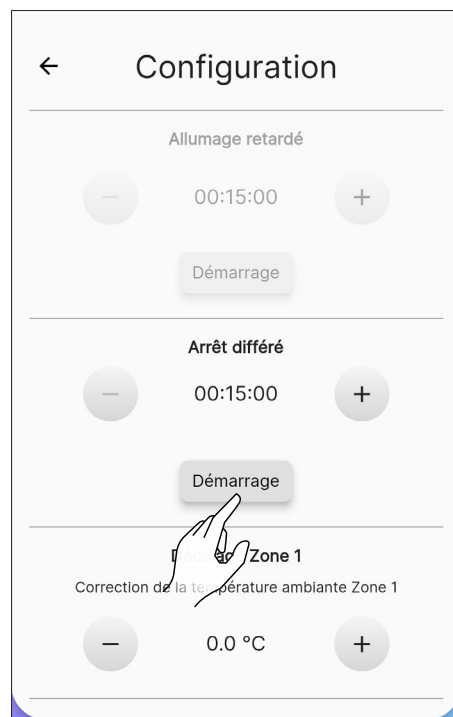 Configuration
Allumage retardé
− 00:15:00 +
Démarrage
Arrêt différé
− 00:15:00 +
Démarrage
Zone 1
Correction de la température ambiante Zone 1
− 0.0 °C +